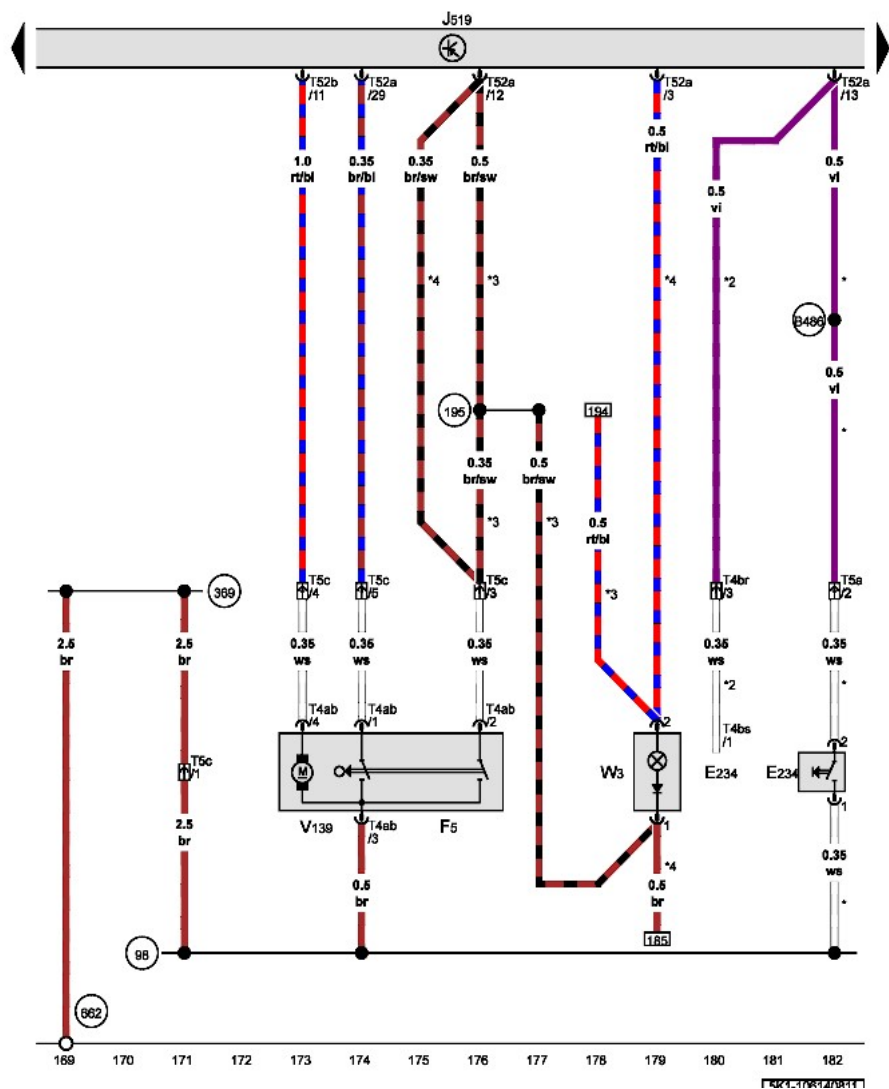 J519
T52b
/11
T52a
/29
T52a
/12
T52a
/3
T52a
/13
1.0
rt/bl
0.35
br/bl
0.35
br/sw
0.5
br/sw
0.5
rt/bl
0.5
vi
0.5
vi
*4
*3
*4
*2
*
B486
0.5
vi
*
195
194
0.35
br/sw
0.5
br/sw
*3
*3
0.5
rt/bl
*3
369
T5c
/4
T5c
/5
T5c
/3
T4br
/3
T5a
/2
2.5
br
2.5
br
0.35
ws
0.35
ws
0.35
ws
0.35
ws
0.35
ws
*2
*
T4ab
/4
T4ab
/1
T4ab
/2
2
T4bs
/1
2
T5c
/1
M
W3
E234
E234
V139
T4ab
/3
F5
1
1
2.5
br
0.5
br
0.5
br
*4
0.35
ws
*
98
185
662
169 170 171 172 173 174 175 176 177 178 179 180 181 182
5K1-106140811